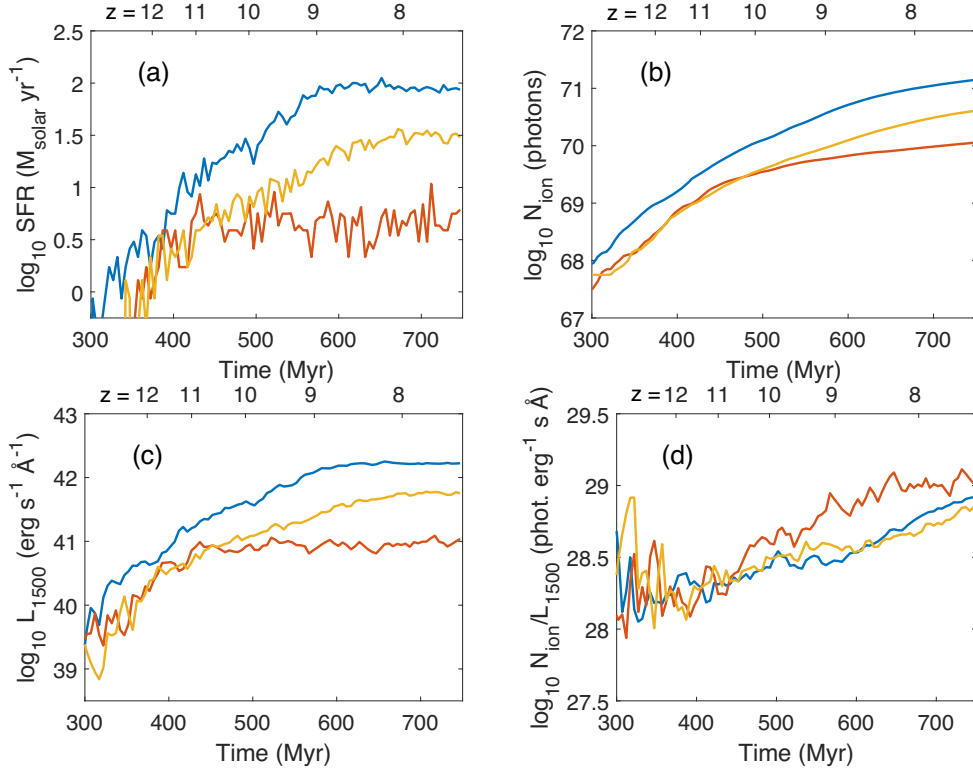 z = 12 11 10 9 8
(a)
log10 SFR (Msolar yr-1)
2.5
2
1.5
1
0.5
0
300 400 500 600 700
Time (Myr)
z = 12 11 10 9 8
(b)
log10 Nion (photons)
72
71
70
69
68
67
300 400 500 600 700
Time (Myr)
z = 12 11 10 9 8
(c)
log10 L1500 (erg s-1 Å-1)
43
42
41
40
39
300 400 500 600 700
Time (Myr)
z = 12 11 10 9 8
(d)
log10 Nion/L1500 (phot. erg-1 s Å)
29.5
29
28.5
28
27.5
300 400 500 600 700
Time (Myr)